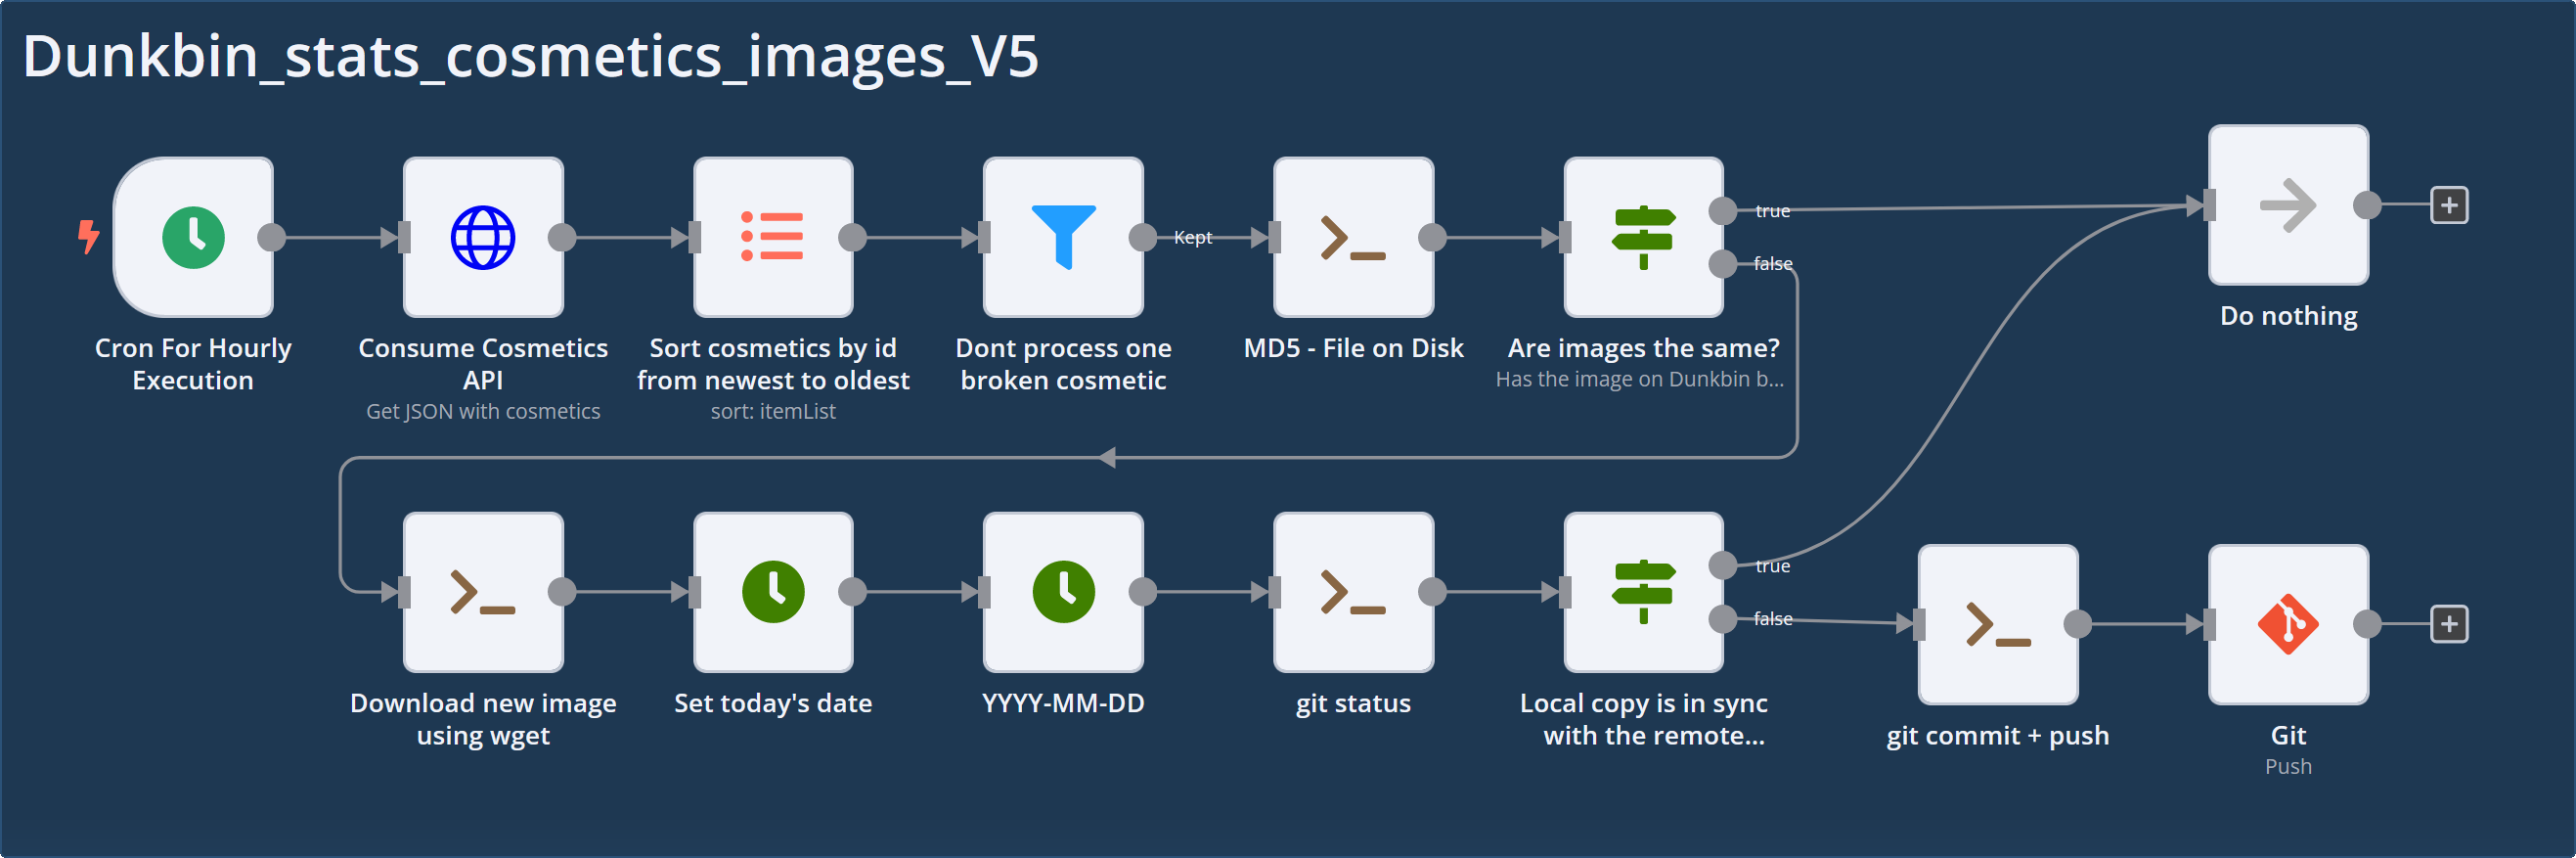 Dunkbin_stats_cosmetics_images_V5
Kept
true
false
Cron For Hourly
Execution
Consume Cosmetics
API
Get JSON with cosmetics
Sort cosmetics by id
from newest to oldest
sort: itemList
Dont process one
broken cosmetic
MD5 - File on Disk
Are images the same?
Has the image on Dunkbin b...
Do nothing
true
false
Download new image
using wget
Set today's date
YYYY-MM-DD
git status
Local copy is in sync
with the remote...
git commit + push
Git
Push